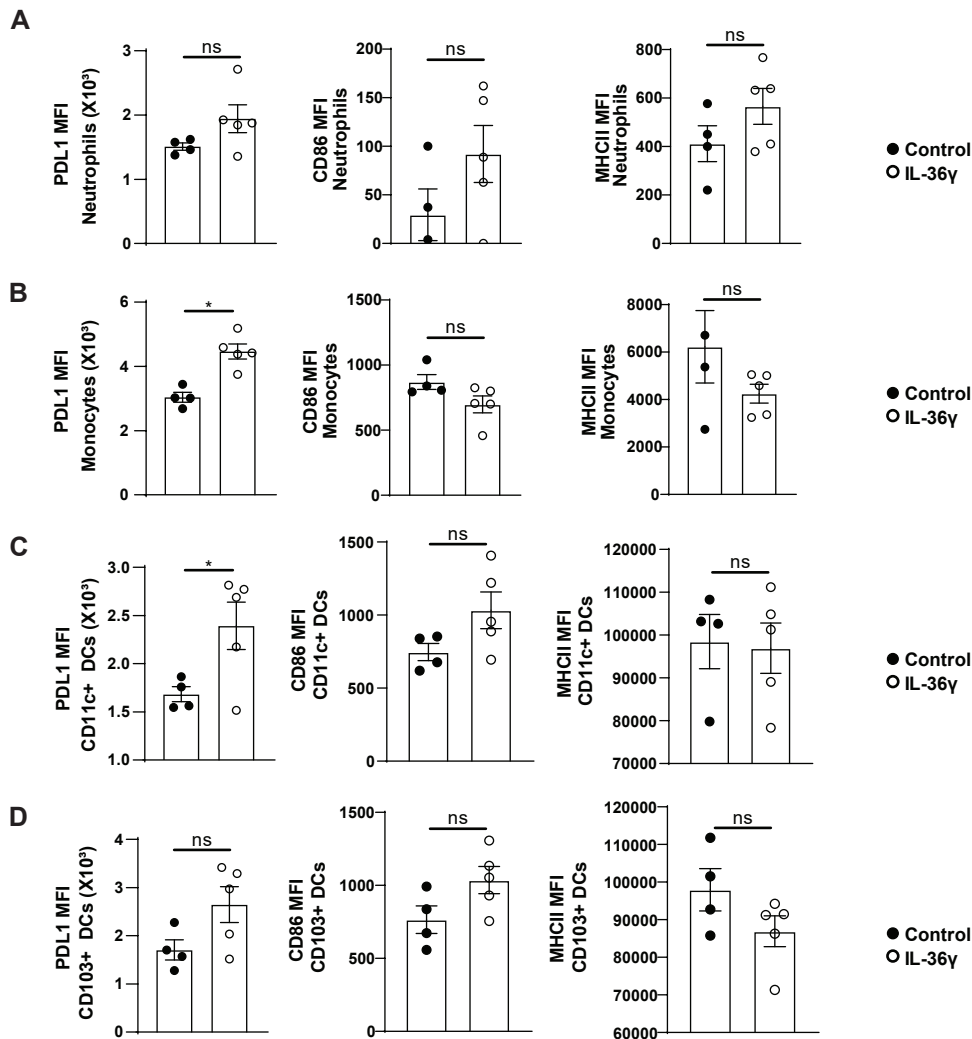 A
PDL1 MFI
Neutrophils (X10³)
3
2
1
0
ns
CD86 MFI
Neutrophils
200
150
100
50
0
ns
MHCII MFI
Neutrophils
800
600
400
200
0
ns
Control
IL-36γ
B
PDL1 MFI
Monocytes (X10³)
6
4
2
0
*
CD86 MFI
Monocytes
1500
1000
500
0
ns
MHCII MFI
Monocytes
8000
6000
4000
2000
0
ns
Control
IL-36γ
C
PDL1 MFI
CD11c+ DCs (X10³)
3.0
2.5
2.0
1.5
1.0
*
CD86 MFI
CD11c+ DCs
1500
1000
500
0
ns
MHCII MFI
CD11c+ DCs
110000
120000
100000
90000
80000
70000
ns
Control
IL-36γ
D
PDL1 MFI
CD103+ DCs (X10³)
4
3
2
1
0
ns
CD86 MFI
CD103+ DCs
1500
1000
500
0
ns
MHCII MFI
CD103+ DCs
120000
110000
100000
90000
80000
70000
60000
ns
Control
IL-36γ